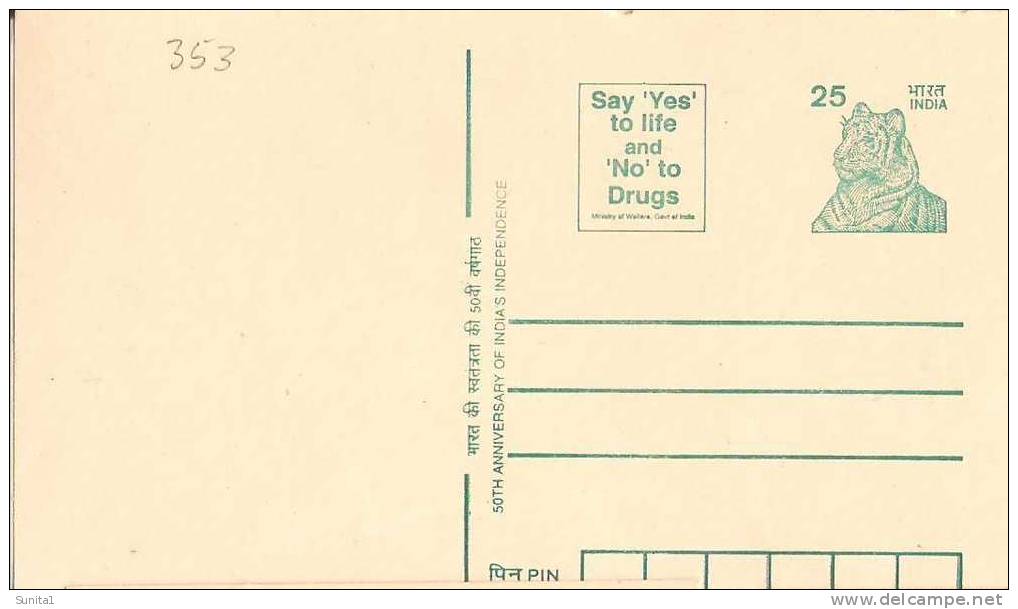 353
Say 'Yes'
to life
and
'No' to
Drugs
Ministry of Welfare, Govt of India
25
भारत
INDIA
भारत की स्वतंत्रता की 50वीं वर्षगांठ
50TH ANNIVERSARY OF INDIA'S INDEPENDENCE
पिन PIN
Sunita1
delcampe.net